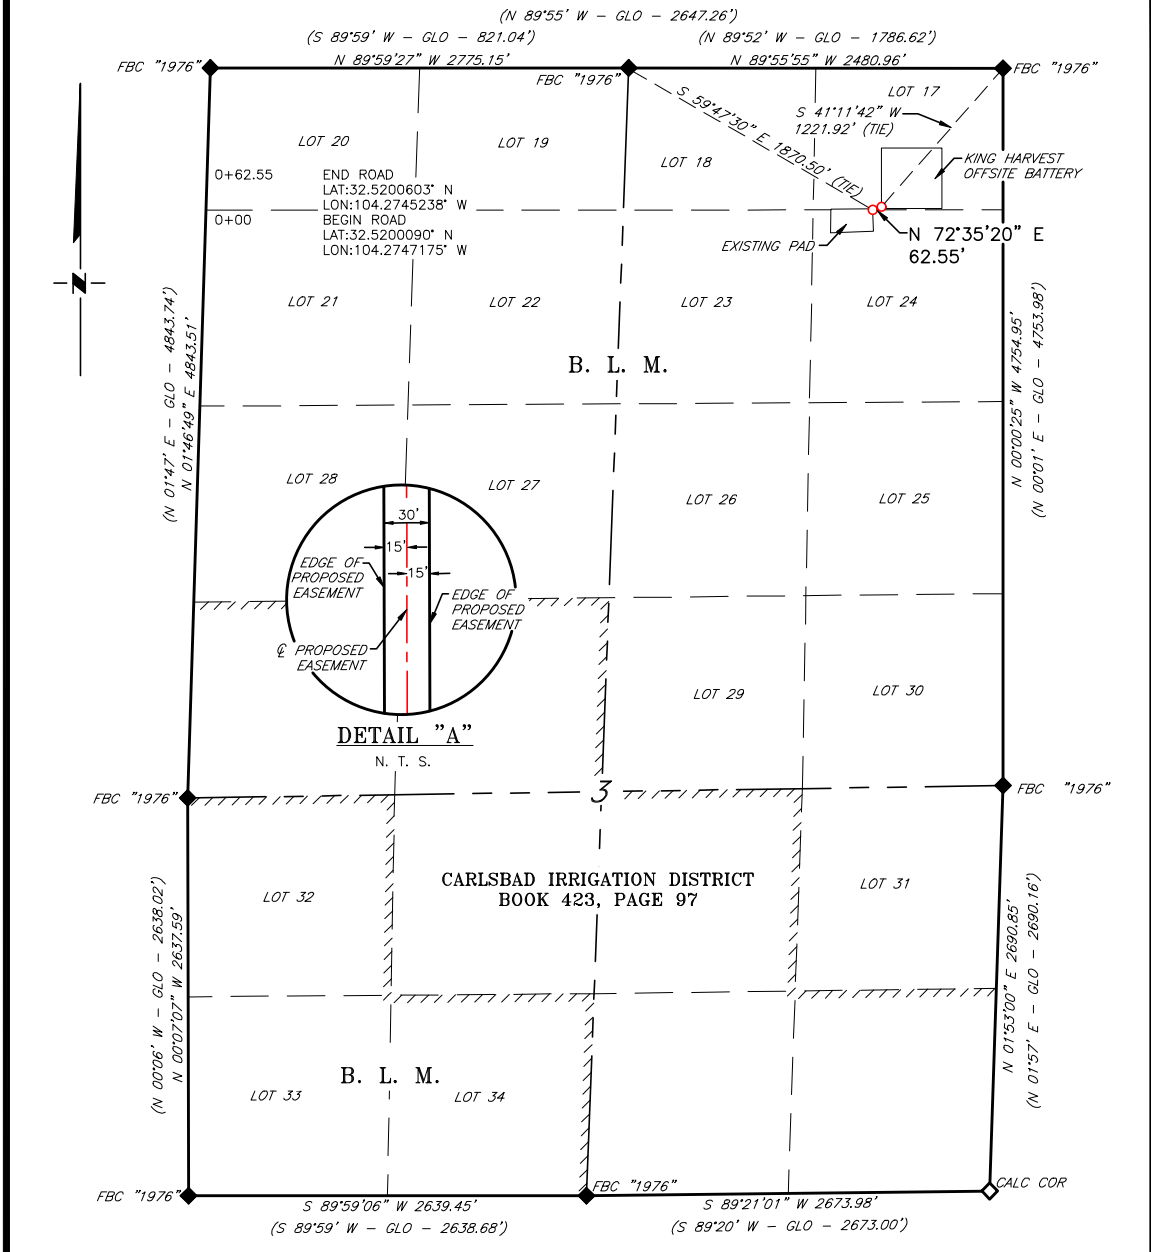 (N 89°55' W - GLO - 2647.26')
(S 89°59' W - GLO - 821.04')
(N 89°52' W - GLO - 1786.62')
FBC "1976"
N 89°59'27" W 2775.15'
FBC "1976"
N 89°55'55" W 2480.96'
FBC "1976"
LOT 17
S 41°11'42" W
1221.92' (TIE)
S 59°47'30" E 1870.50' (TIE)
LOT 20
LOT 19
LOT 18
KING HARVEST
OFFSITE BATTERY
0+62.55
END ROAD
LAT:32.5200603° N
LON:104.2745238° W
0+00
BEGIN ROAD
LAT:32.5200090° N
LON:104.2747175° W
EXISTING PAD
N 72°35'20" E
62.55'
N
LOT 21
LOT 22
LOT 23
LOT 24
(N 01°47' E - GLO - 4843.74')
N 01°46'49" E 4843.51'
N 00°00'25" W 4754.95'
(N 00°01' E - GLO - 4753.98')
B. L. M.
LOT 28
LOT 27
LOT 26
LOT 25
30'
15'
15'
EDGE OF
PROPOSED
EASEMENT
EDGE OF
PROPOSED
EASEMENT
℄ PROPOSED
EASEMENT
LOT 29
LOT 30
DETAIL "A"
N. T. S.
FBC "1976"
3
FBC "1976"
CARLSBAD IRRIGATION DISTRICT
BOOK 423, PAGE 97
LOT 32
LOT 31
(N 00°06' W - GLO - 2638.02')
N 00°07'07" W 2637.59'
N 01°53'00" E 2690.85'
(N 01°57' E - GLO - 2690.16')
B. L. M.
LOT 33
LOT 34
FBC "1976"
FBC "1976"
CALC COR
S 89°59'06" W 2639.45'
S 89°21'01" W 2673.98'
(S 89°59' W - GLO - 2638.68')
(S 89°20' W - GLO - 2673.00')